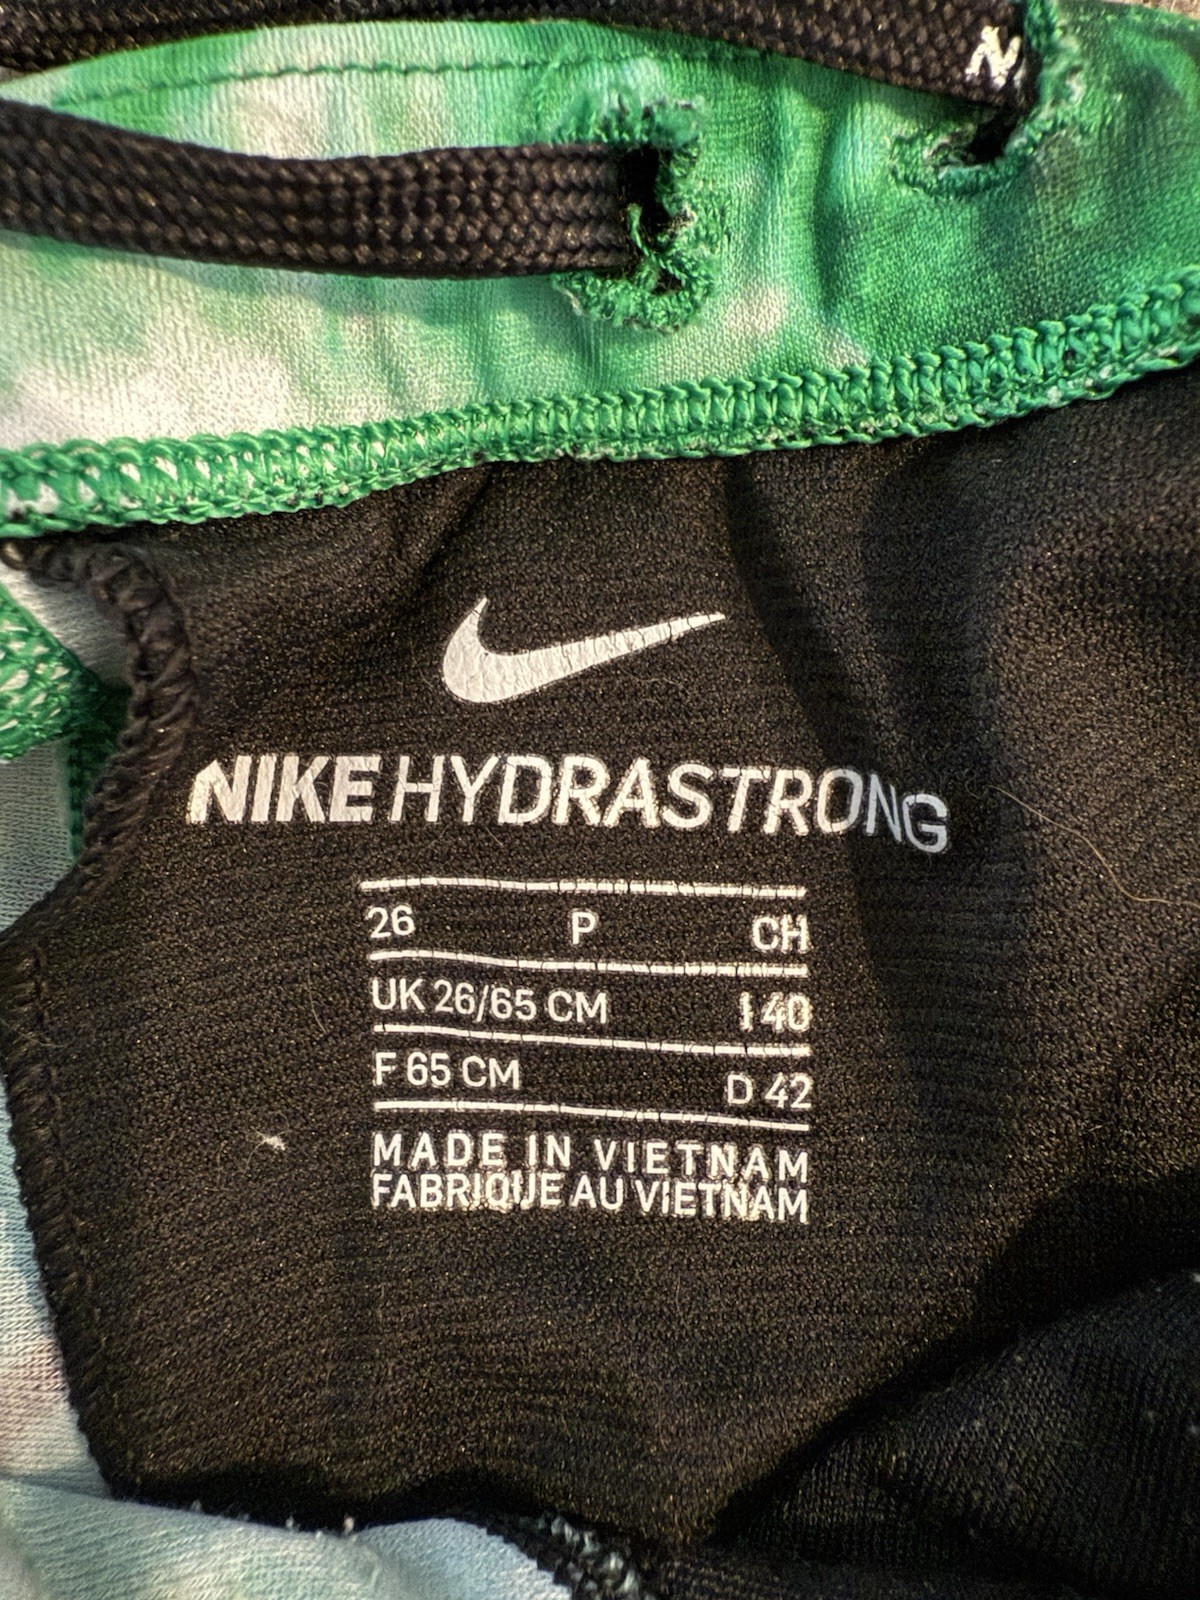 N
NIKE HYDRASTRONG
26 P CH
UK 26/65 CM I 40
F 65 CM D 42
MADE IN VIETNAM
FABRIQUE AU VIETNAM